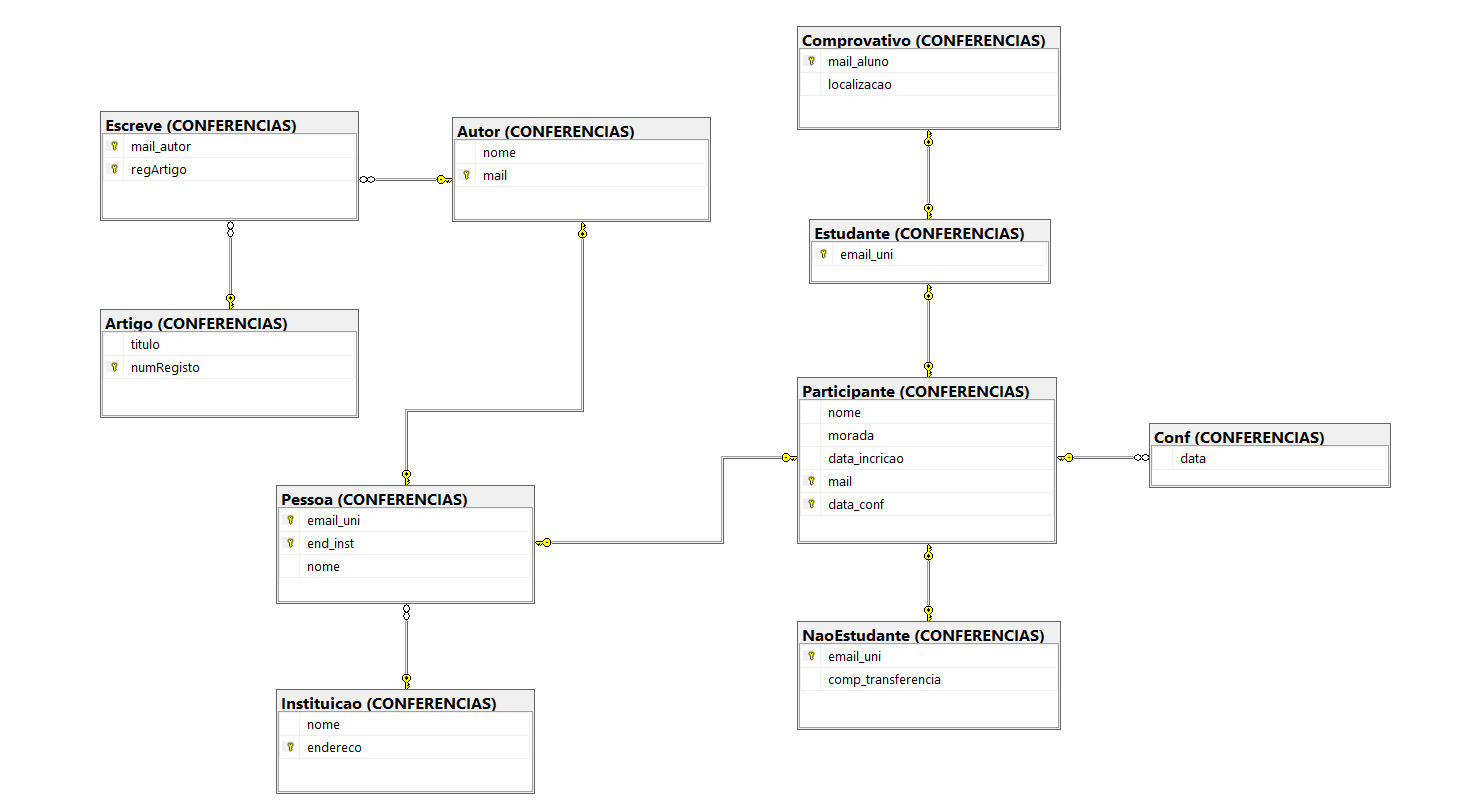 Comprovativo (CONFERENCIAS)
mail_aluno
localizacao
Escreve (CONFERENCIAS)
mail_autor
regArtigo
Autor (CONFERENCIAS)
nome
mail
Estudante (CONFERENCIAS)
email_uni
Artigo (CONFERENCIAS)
titulo
numRegisto
Participante (CONFERENCIAS)
nome
morada
data_incricao
mail
data_conf
Conf (CONFERENCIAS)
data
Pessoa (CONFERENCIAS)
email_uni
end_inst
nome
NaoEstudante (CONFERENCIAS)
email_uni
comp_transferência
Instituicao (CONFERENCIAS)
nome
endereco